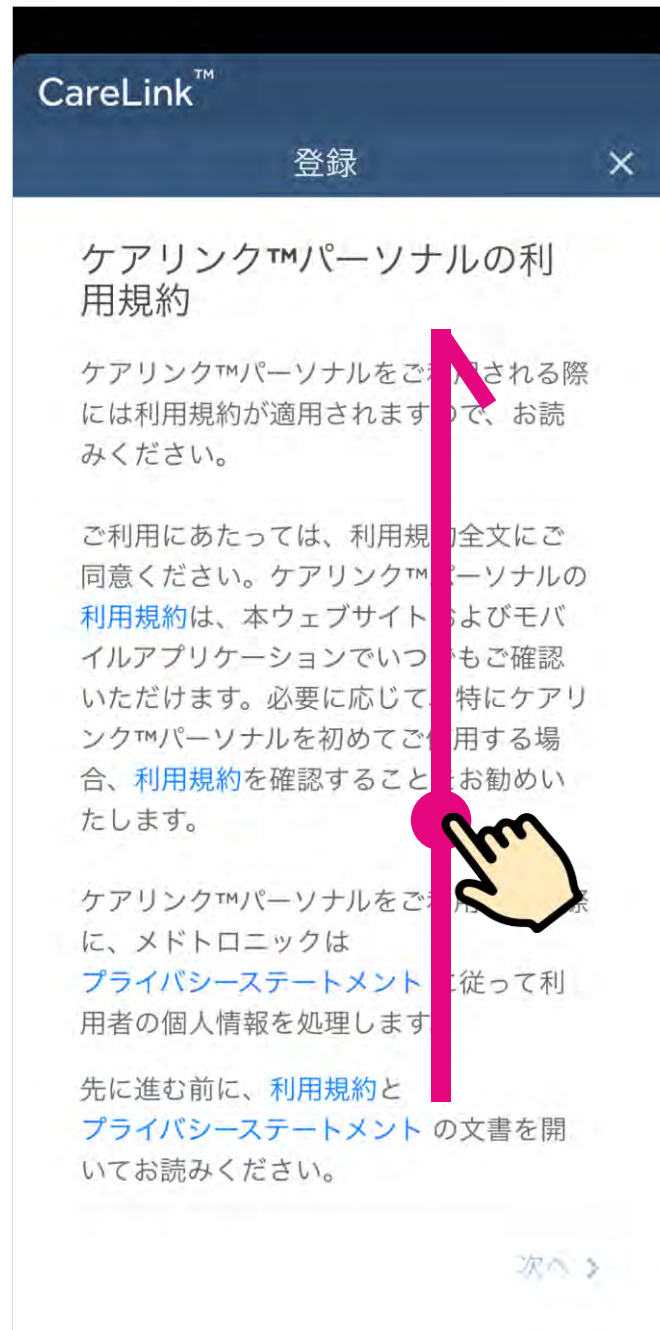 CareLink™
登録
ケアリンク™パーソナルの利
用規約
ケアリンク™パーソナルをご利用される際
には利用規約が適用されますので、お読
みください。
ご利用にあたっては、利用規約全文にご
同意ください。ケアリンク™パーソナルの
利用規約は、本ウェブサイトおよびモバ
イルアプリケーションでいつでもご確認
いただけます。必要に応じて、特にケアリ
ンク™パーソナルを初めてご使用する場
合、利用規約を確認することをお勧めい
たします。
ケアリンク™パーソナルをご利用 際
に、メドトロニックは
プライバシーステートメント に従って利
用者の個人情報を処理します
先に進む前に、利用規約と
プライバシーステートメント の文書を開
いてお読みください。
次へ